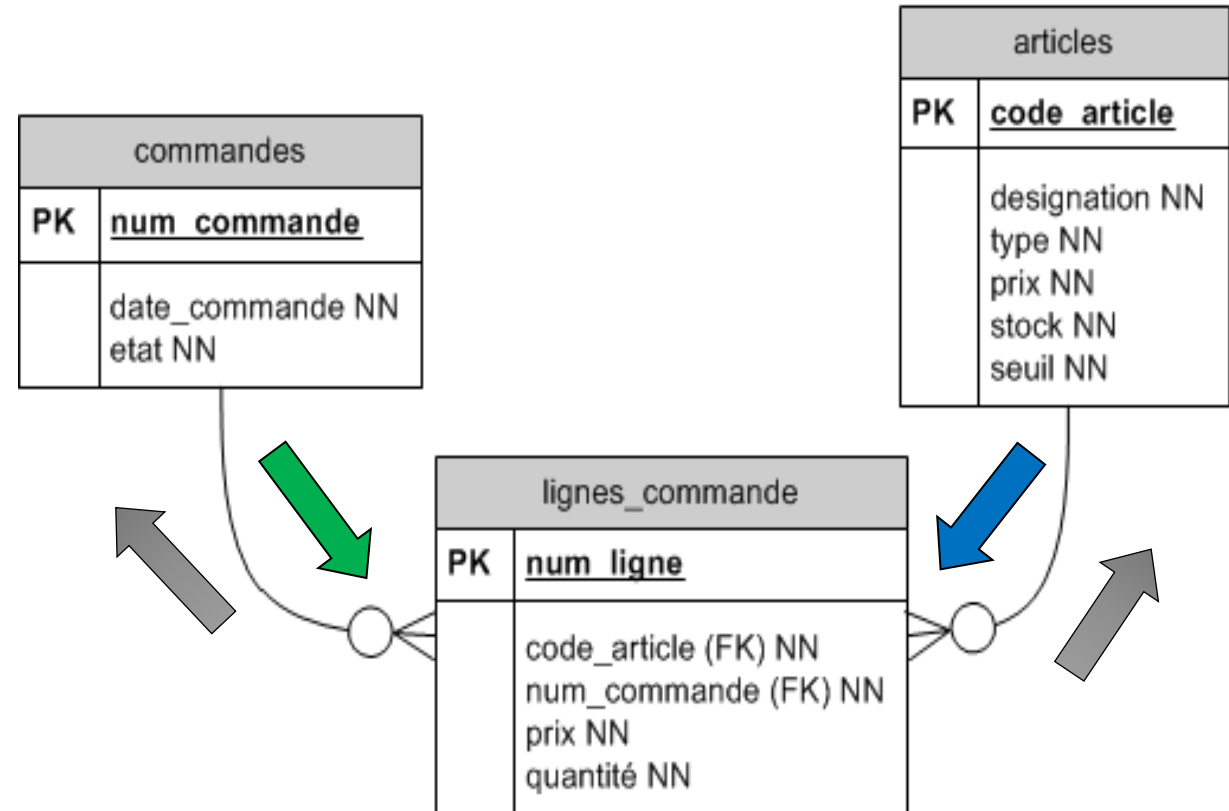 commandes
PK num_commande
date_commande NN
etat NN
articles
PK code_article
designation NN
type NN
prix NN
stock NN
seuil NN
lignes_commande
PK num_ligne
code_article (FK) NN
num_commande (FK) NN
prix NN
quantité NN